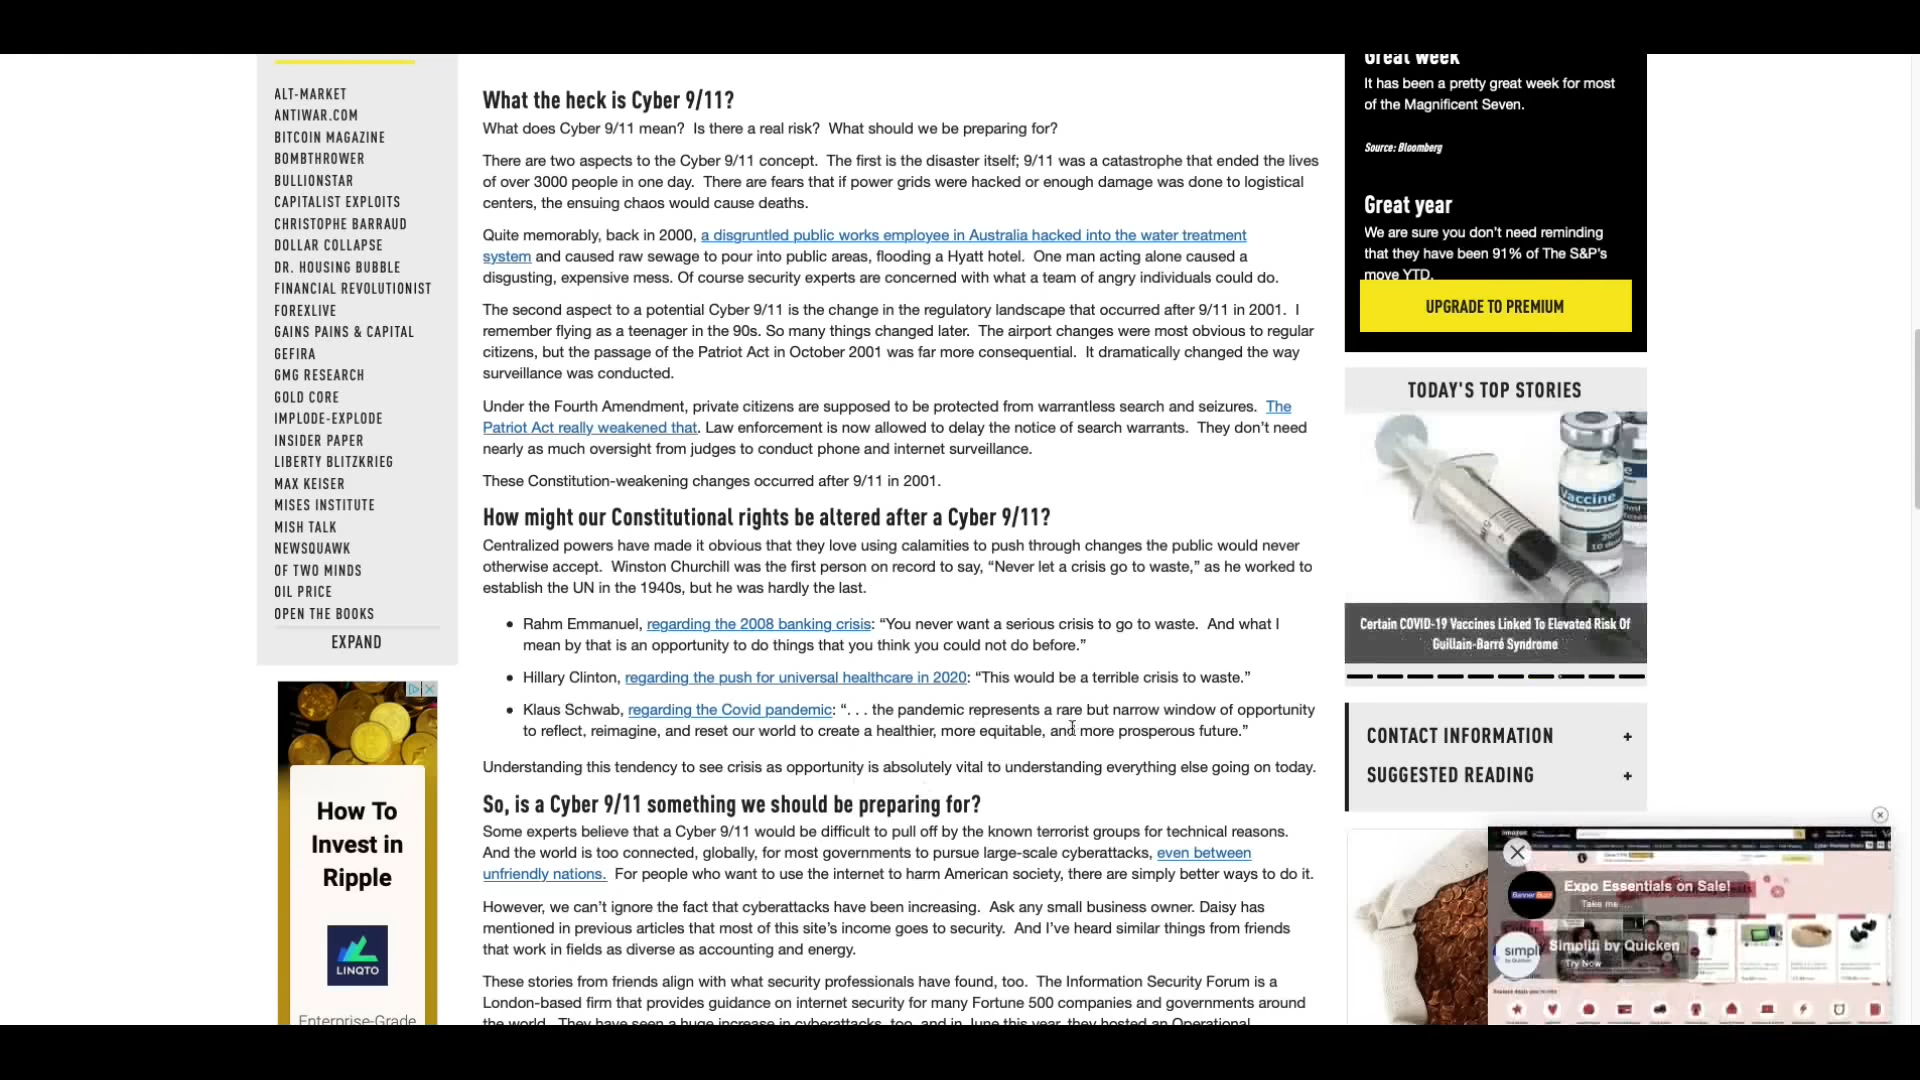 ALT-MARKET
ANTIWAR.COM
BITCOIN MAGAZINE
BOMBTHROWER
BULLIONSTAR
CAPITALIST EXPLOITS
CHRISTOPHE BARRAUD
DOLLAR COLLAPSE
DR. HOUSING BUBBLE
FINANCIAL REVOLUTIONIST
FOREXLIVE
GAINS PAINS & CAPITAL
GEFIRA
GMG RESEARCH
GOLD CORE
IMPLODE-EXPLODE
INSIDER PAPER
LIBERTY BLITZKRIEG
MAX KEISER
MISES INSTITUTE
MISH TALK
NEWSQUAWK
OF TWO MINDS
OIL PRICE
OPEN THE BOOKS
EXPAND
How To
Invest in
Ripple
LINQTO
Enterprise-Grade
What the heck is Cyber 9/11?
What does Cyber 9/11 mean?  Is there a real risk?  What should we be preparing for?
There are two aspects to the Cyber 9/11 concept.  The first is the disaster itself; 9/11 was a catastrophe that ended the lives
of over 3000 people in one day.  There are fears that if power grids were hacked or enough damage was done to logistical
centers, the ensuing chaos would cause deaths.
Quite memorably, back in 2000, a disgruntled public works employee in Australia hacked into the water treatment
system and caused raw sewage to pour into public areas, flooding a Hyatt hotel.  One man acting alone caused a
disgusting, expensive mess. Of course security experts are concerned with what a team of angry individuals could do.
The second aspect to a potential Cyber 9/11 is the change in the regulatory landscape that occurred after 9/11 in 2001.  I
remember flying as a teenager in the 90s. So many things changed later.  The airport changes were most obvious to regular
citizens, but the passage of the Patriot Act in October 2001 was far more consequential.  It dramatically changed the way
surveillance was conducted.
Under the Fourth Amendment, private citizens are supposed to be protected from warrantless search and seizures.  The
Patriot Act really weakened that. Law enforcement is now allowed to delay the notice of search warrants.  They don't need
nearly as much oversight from judges to conduct phone and internet surveillance.
These Constitution-weakening changes occurred after 9/11 in 2001.
How might our Constitutional rights be altered after a Cyber 9/11?
Centralized powers have made it obvious that they love using calamities to push through changes the public would never
otherwise accept.  Winston Churchill was the first person on record to say, “Never let a crisis go to waste,” as he worked to
establish the UN in the 1940s, but he was hardly the last.
• Rahm Emmanuel, regarding the 2008 banking crisis: “You never want a serious crisis to go to waste.  And what I
mean by that is an opportunity to do things that you think you could not do before.”
• Hillary Clinton, regarding the push for universal healthcare in 2020: “This would be a terrible crisis to waste.”
• Klaus Schwab, regarding the Covid pandemic: “. . . the pandemic represents a rare but narrow window of opportunity
to reflect, reimagine, and reset our world to create a healthier, more equitable, and more prosperous future.”
Understanding this tendency to see crisis as opportunity is absolutely vital to understanding everything else going on today.
So, is a Cyber 9/11 something we should be preparing for?
Some experts believe that a Cyber 9/11 would be difficult to pull off by the known terrorist groups for technical reasons.
And the world is too connected, globally, for most governments to pursue large-scale cyberattacks, even between
unfriendly nations.  For people who want to use the internet to harm American society, there are simply better ways to do it.
However, we can't ignore the fact that cyberattacks have been increasing.  Ask any small business owner. Daisy has
mentioned in previous articles that most of this site's income goes to security.  And I've heard similar things from friends
that work in fields as diverse as accounting and energy.
These stories from friends align with what security professionals have found, too.  The Information Security Forum is a
London-based firm that provides guidance on internet security for many Fortune 500 companies and governments around
the world.  They have seen a huge increase in cyberattacks, too, and in June this year, they hosted an Operational
Great week
It has been a pretty great week for most
of the Magnificent Seven.
Source: Bloomberg
Great year
We are sure you don't need reminding
that they have been 91% of The S&P's
move YTD.
UPGRADE TO PREMIUM
TODAY'S TOP STORIES
Vaccine
Certain COVID-19 Vaccines Linked To Elevated Risk Of
Guillain-Barré Syndrome
CONTACT INFORMATION +
SUGGESTED READING +
amazon
Expo Essentials on Sale!
Take me....
simpli
Simplifi by Quicken
Try Now